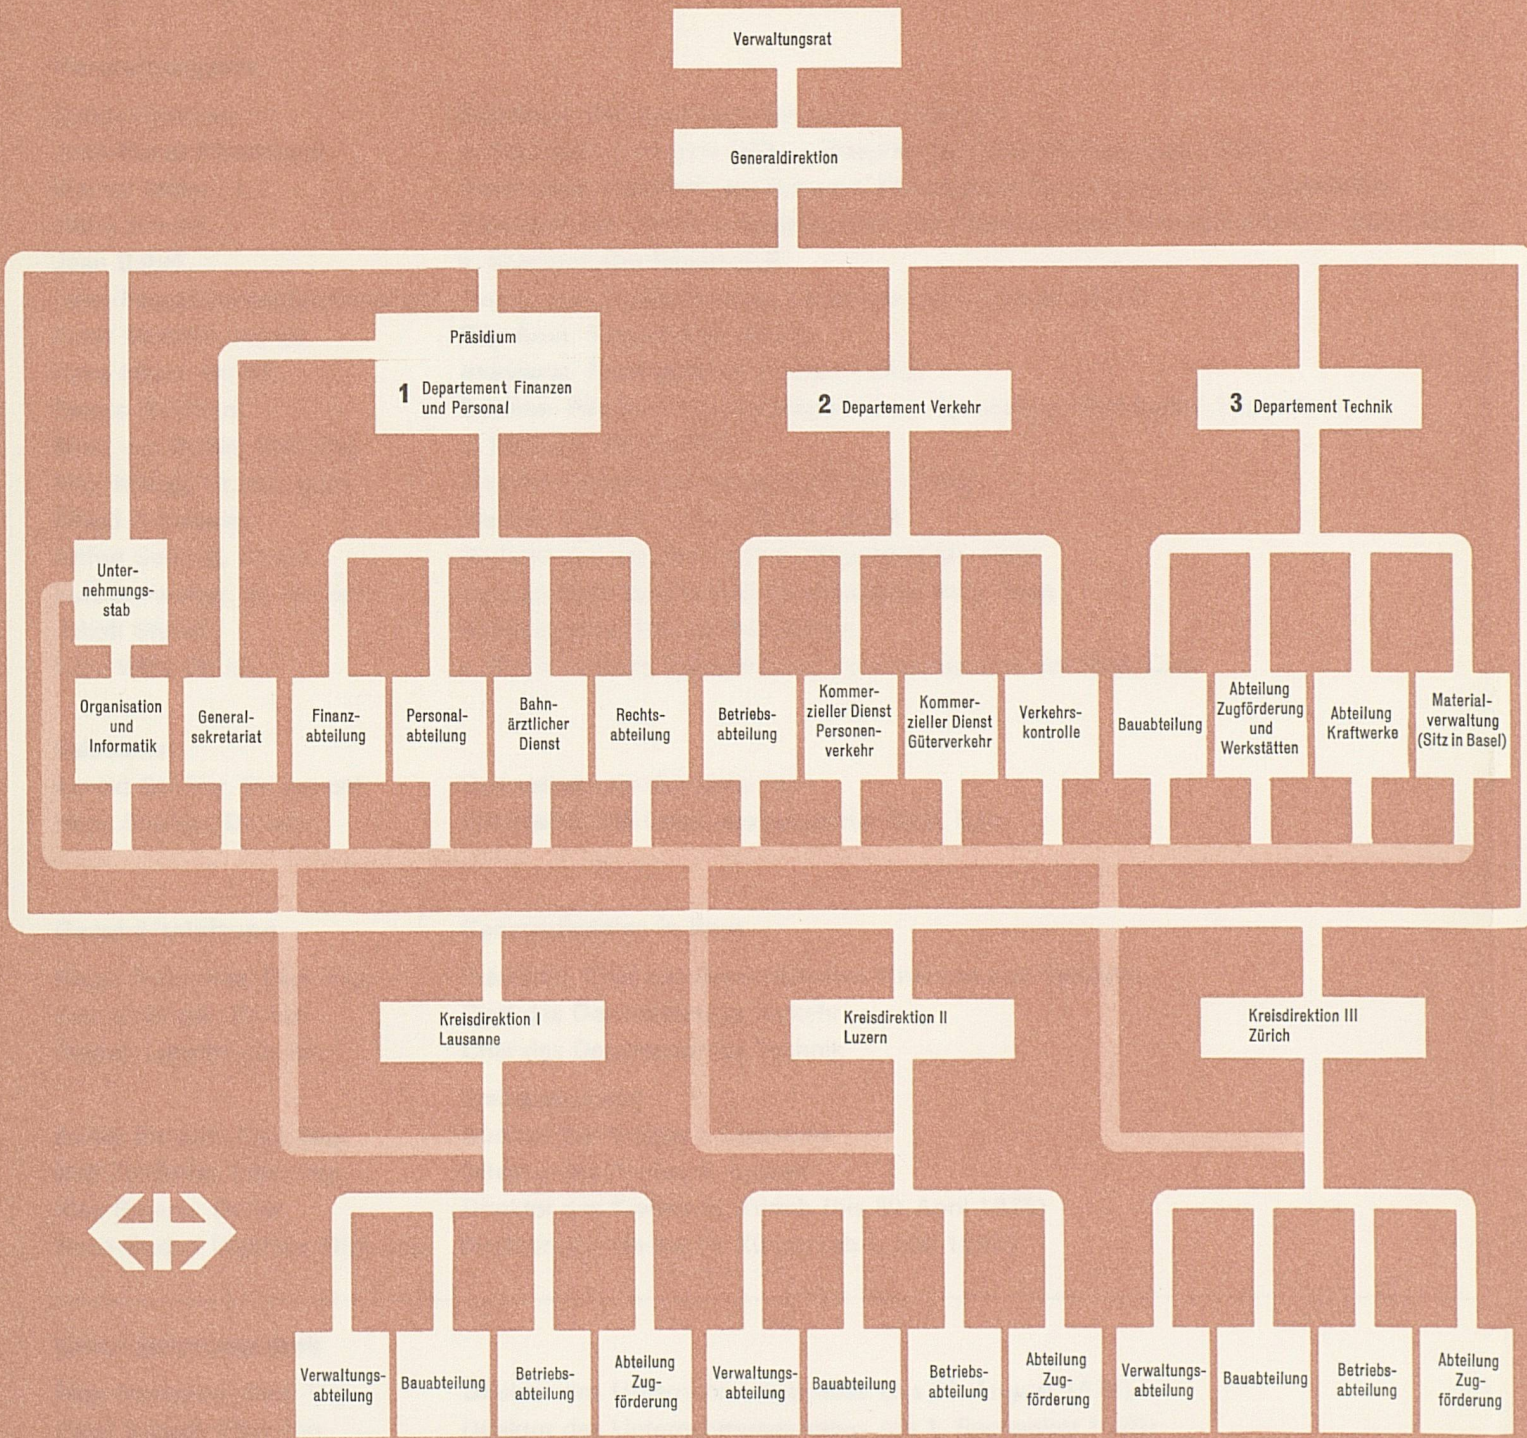 Verwaltungsrat
Generaldirektion
Präsidium
1 Departement Finanzen
und Personal
2 Departement Verkehr
3 Departement Technik
Unter-
nehmungs-
stab
Organisation
und
Informatik
General-
sekretariat
Finanz-
abteilung
Personal-
abteilung
Bahn-
ärztlicher
Dienst
Rechts-
abteilung
Betriebs-
abteilung
Kommer-
zieller Dienst
Personen-
verkehr
Kommer-
zieller Dienst
Güterverkehr
Verkehrs-
kontrolle
Bauabteilung
Abteilung
Zugförderung
und
Werkstätten
Abteilung
Kraftwerke
Material-
verwaltung
(Sitz in Basel)
Kreisdirektion I
Lausanne
Kreisdirektion II
Luzern
Kreisdirektion III
Zürich
Verwaltungs-
abteilung
Bauabteilung
Betriebs-
abteilung
Abteilung
Zug-
förderung
Verwaltungs-
abteilung
Bauabteilung
Betriebs-
abteilung
Abteilung
Zug-
förderung
Verwaltungs-
abteilung
Bauabteilung
Betriebs-
abteilung
Abteilung
Zug-
förderung